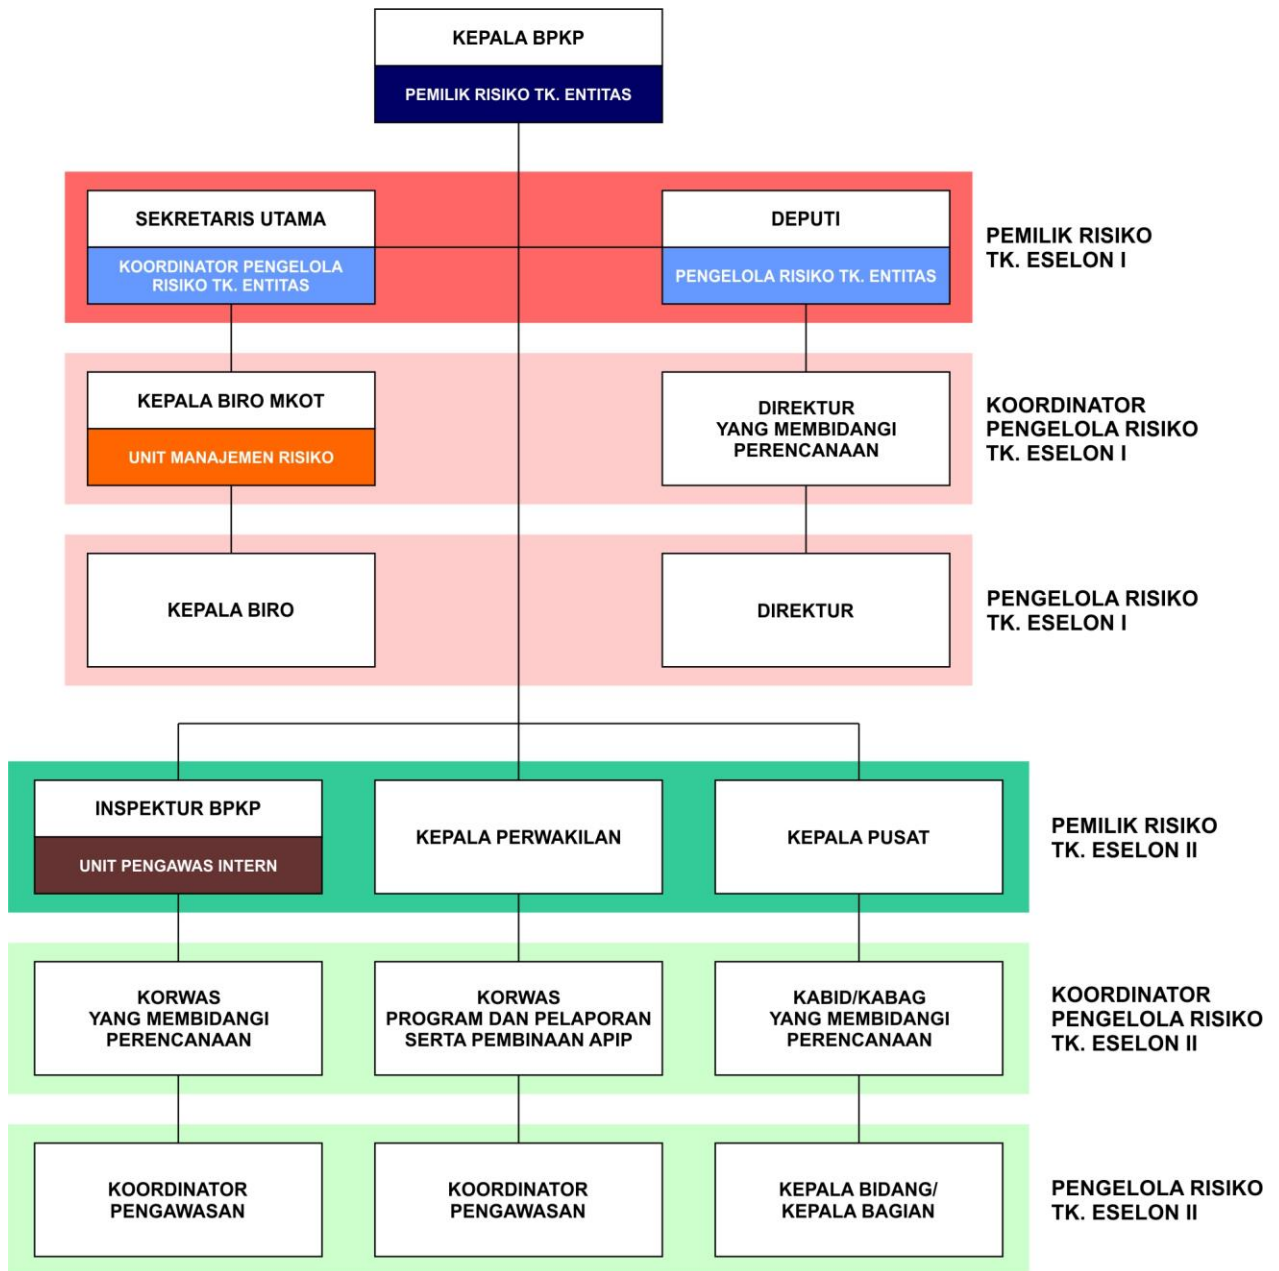 KEPALA BPKP
PEMILIK RISIKO TK. ENTITAS
SEKRETARIS UTAMA
KOORDINATOR PENGELOLA
RISIKO TK. ENTITAS
DEPUTI
PENGELOLA RISIKO TK. ENTITAS
PEMILIK RISIKO
TK. ESELON I
KEPALA BIRO MKOT
UNIT MANAJEMEN RISIKO
DIREKTUR
YANG MEMBIDANGI
PERENCANAAN
KOORDINATOR
PENGELOLA RISIKO
TK. ESELON I
KEPALA BIRO
DIREKTUR
PENGELOLA RISIKO
TK. ESELON I
INSPEKTUR BPKP
UNIT PENGAWAS INTERN
KEPALA PERWAKILAN
KEPALA PUSAT
PEMILIK RISIKO
TK. ESELON II
KORWAS
YANG MEMBIDANGI
PERENCANAAN
KORWAS
PROGRAM DAN PELAPORAN
SERTA PEMBINAAN APIP
KABID/KABAG
YANG MEMBIDANGI
PERENCANAAN
KOORDINATOR
PENGELOLA RISIKO
TK. ESELON II
KOORDINATOR
PENGAWASAN
KOORDINATOR
PENGAWASAN
KEPALA BIDANG/
KEPALA BAGIAN
PENGELOLA RISIKO
TK. ESELON II